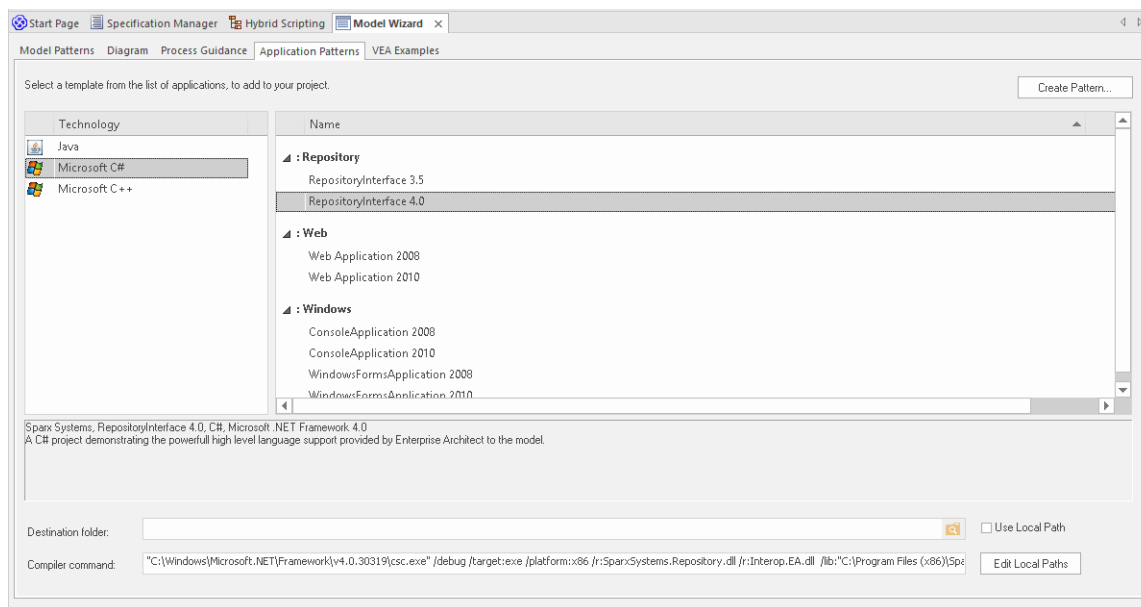 Start Page Specification Manager Hybrid Scripting Model Wizard
Model Patterns Diagram Process Guidance Application Patterns VEA Examples
Select a template from the list of applications, to add to your project.
Create Pattern...
Technology
Java
Microsoft C#
Microsoft C++
Name
: Repository
RepositoryInterface 3.5
RepositoryInterface 4.0
: Web
Web Application 2008
Web Application 2010
: Windows
ConsoleApplication 2008
ConsoleApplication 2010
WindowsFormsApplication 2008
WindowsFormsApplication 2010
Sparx Systems, RepositoryInterface 4.0, C#, Microsoft .NET Framework 4.0
A C# project demonstrating the powerfull high level language support provided by Enterprise Architect to the model.
Destination folder:
Use Local Path
Compiler command: "C:\Windows\Microsoft.NET\Framework\v4.0.30319\csc.exe" /debug /target:exe /platform:x86 /r:SparxSystems.Repository.dll /r:Interop.EA.dll /lib:"C:\Program Files (x86)\Spa
Edit Local Paths